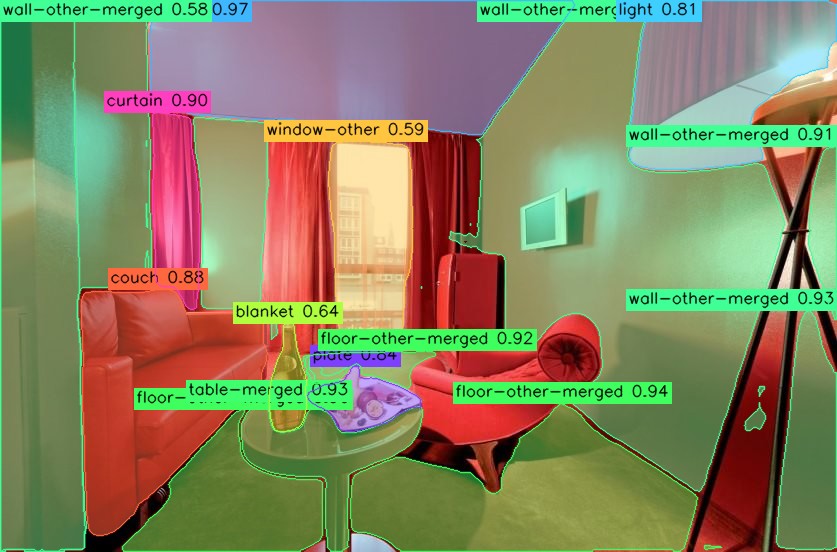 wall-other-merged 0.58
0.97
wall-other-merg
light 0.81
curtain 0.90
window-other 0.59
wall-other-merged 0.91
couch 0.88
wall-other-merged 0.93
blanket 0.64
floor-other-merged 0.92
plate 0.84
table-merged 0.93
floor-other-merged 0.94